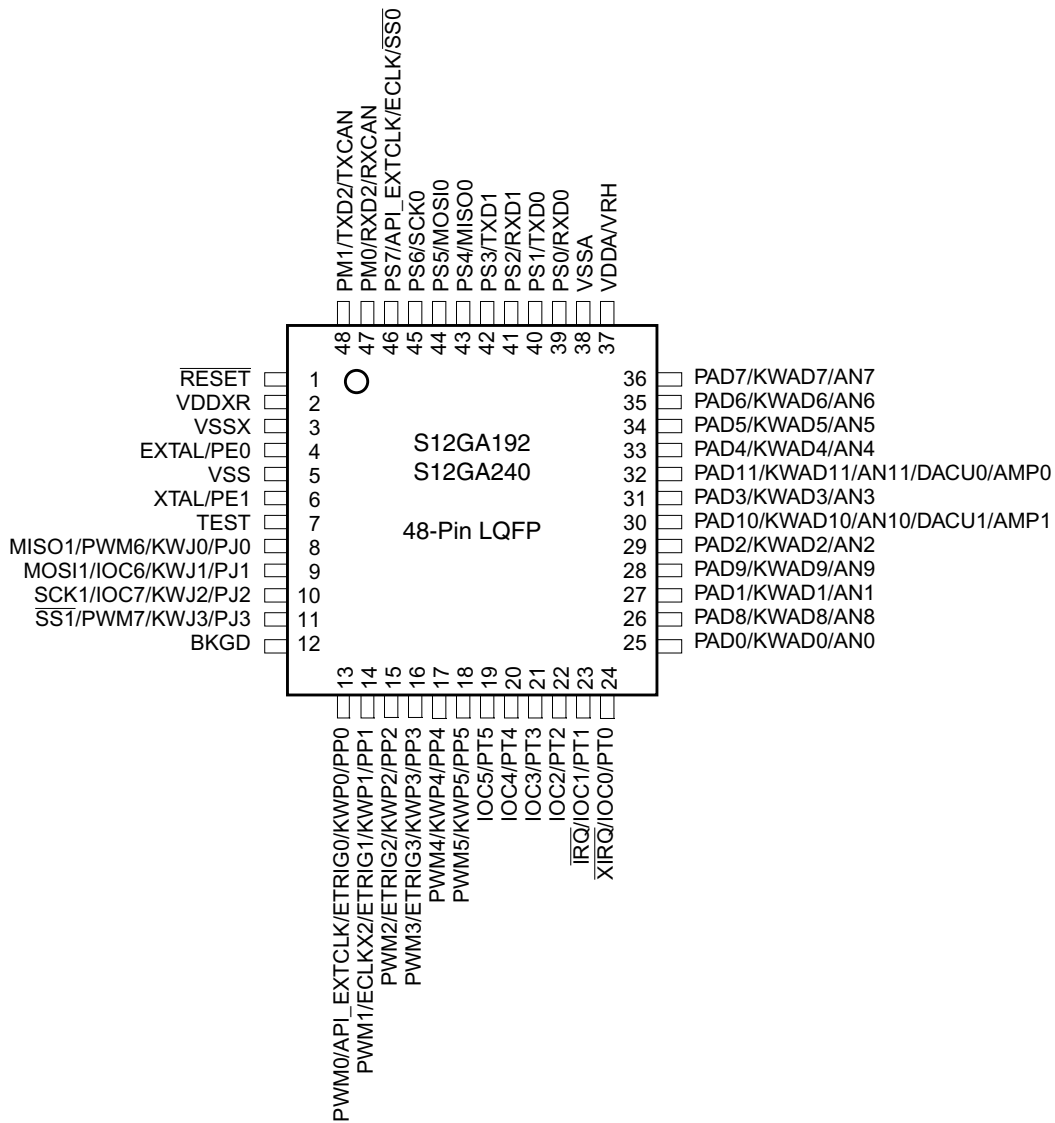 PM1/TXD2/TXCAN
PM0/RXD2/RXCAN
PS7/API_EXTCLK/ECLK/SS0
PS6/SCK0
PS5/MOSI0
PS4/MISO0
PS3/TXD1
PS2/RXD1
PS1/TXD0
PS0/RXD0
VSSA
VDDA/VRH
48
47
46
45
44
43
42
41
40
39
38
37
RESET 1
VDDXR 2
VSSX 3
EXTAL/PE0 4
VSS 5
XTAL/PE1 6
TEST 7
MISO1/PWM6/KWJ0/PJ0 8
MOSI1/IOC6/KWJ1/PJ1 9
SCK1/IOC7/KWJ2/PJ2 10
SS1/PWM7/KWJ3/PJ3 11
BKGD 12
S12GA192
S12GA240
48-Pin LQFP
36 PAD7/KWAD7/AN7
35 PAD6/KWAD6/AN6
34 PAD5/KWAD5/AN5
33 PAD4/KWAD4/AN4
32 PAD11/KWAD11/AN11/DACU0/AMP0
31 PAD3/KWAD3/AN3
30 PAD10/KWAD10/AN10/DACU1/AMP1
29 PAD2/KWAD2/AN2
28 PAD9/KWAD9/AN9
27 PAD1/KWAD1/AN1
26 PAD8/KWAD8/AN8
25 PAD0/KWAD0/AN0
13
14
15
16
17
18
19
20
21
22
23
24
PWM0/API_EXTCLK/ETRIG0/KWP0/PP0
PWM1/ECLKX2/ETRIG1/KWP1/PP1
PWM2/ETRIG2/KWP2/PP2
PWM3/ETRIG3/KWP3/PP3
PWM4/KWP4/PP4
PWM5/KWP5/PP5
IOC5/PT5
IOC4/PT4
IOC3/PT3
IOC2/PT2
IRQ/IOC1/PT1
XIRQ/IOC0/PT0